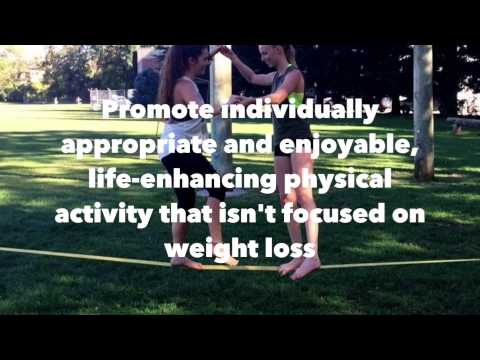 Promote individually
appropriate and enjoyable,
life-enhancing physical
activity that isn't focused on
weight loss